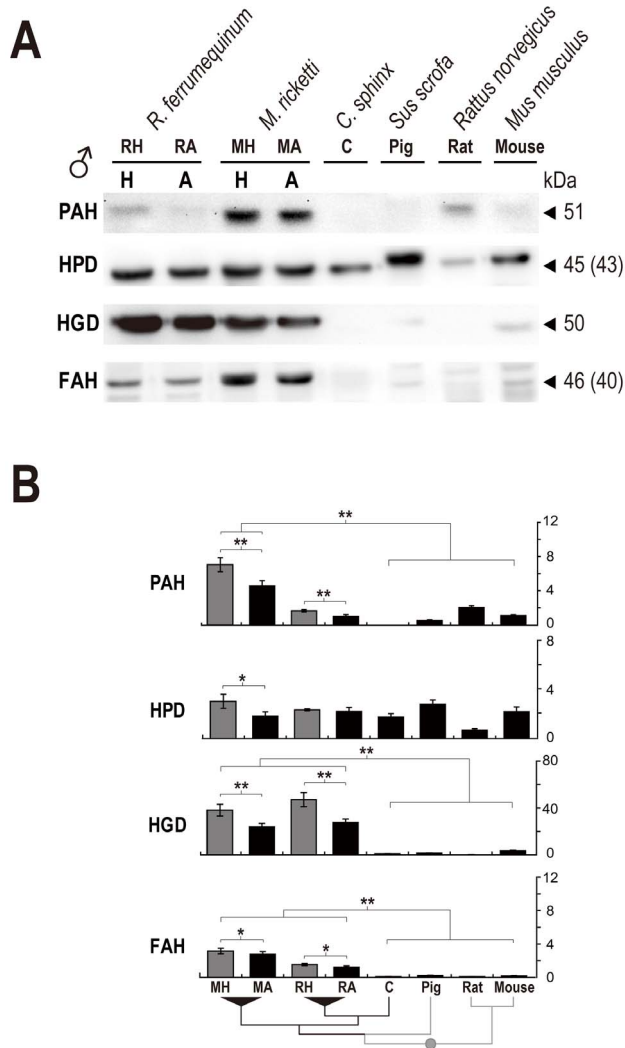 A
R. ferrumequinum M. ricketti C. sphinx Sus scrofa Rattus norvegicus Mus musculus
♂ RH RA MH MA C Pig Rat Mouse
H A H A kDa
PAH ◄ 51
HPD ◄ 45 (43)
HGD ◄ 50
FAH ◄ 46 (40)
B
PAH
** ** ** 12 8 4 0
HPD
* 4 2 0
HGD
** ** ** 80 40 0
FAH
** * * 12 8 4 0
MH MA RH RA C Pig Rat Mouse